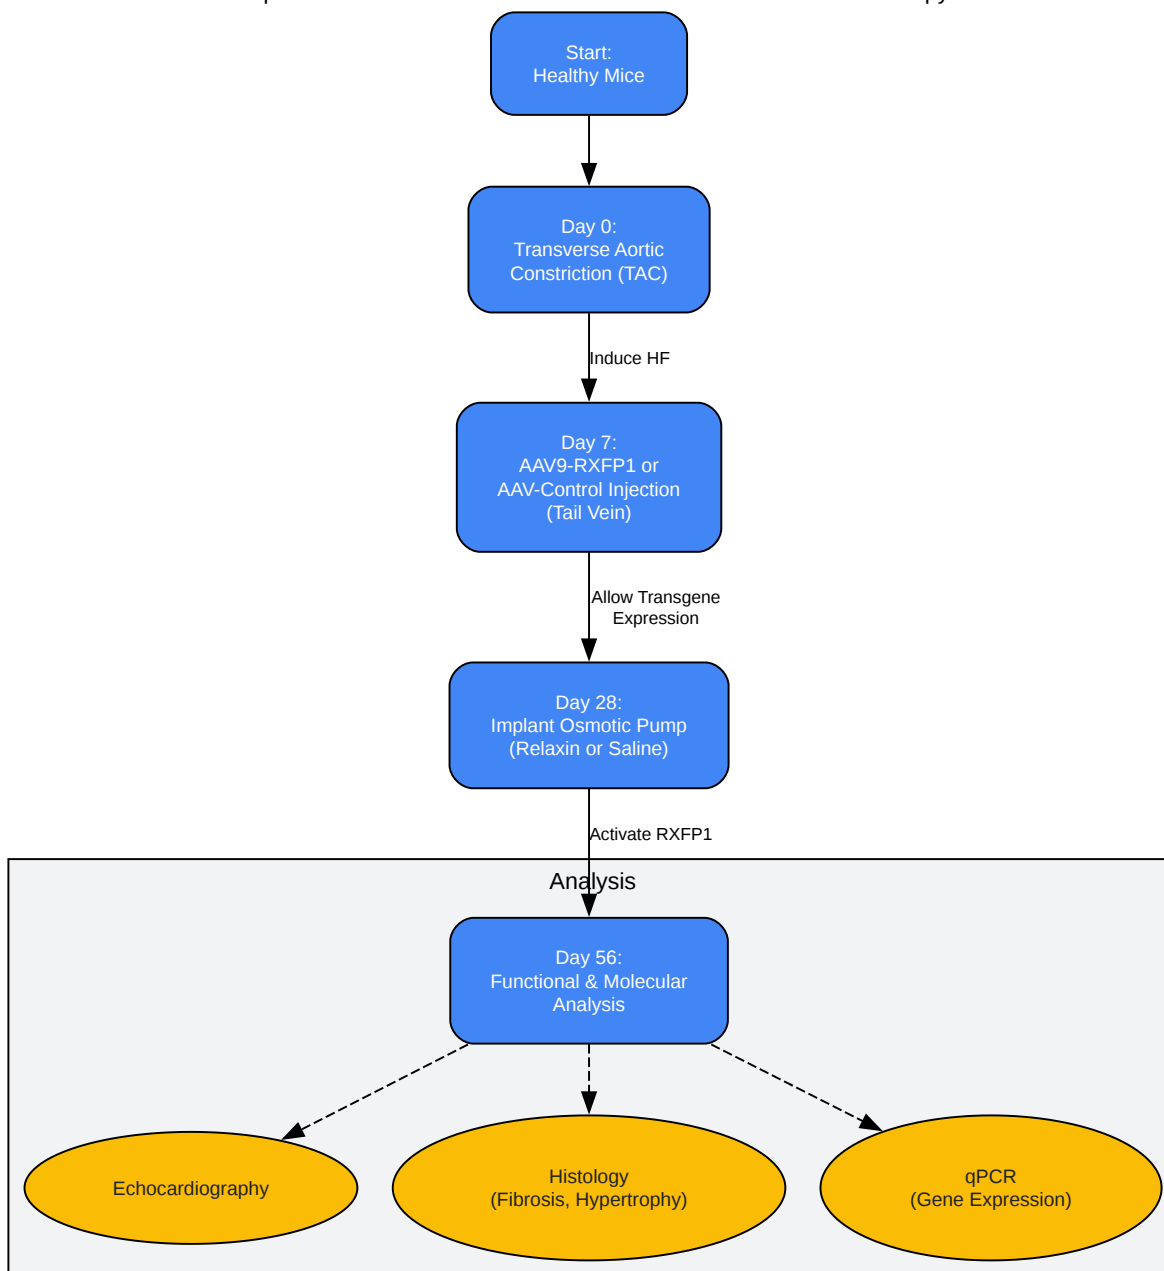 Start:
Healthy Mice
Day 0:
Transverse Aortic
Constriction (TAC)
Induce HF
Day 7:
AAV9-RXFP1 or
AAV-Control Injection
(Tail Vein)
Allow Transgene
Expression
Day 28:
Implant Osmotic Pump
(Relaxin or Saline)
Activate RXFP1
Analysis
Day 56:
Functional & Molecular
Analysis
Echocardiography
Histology
(Fibrosis, Hypertrophy)
qPCR
(Gene Expression)